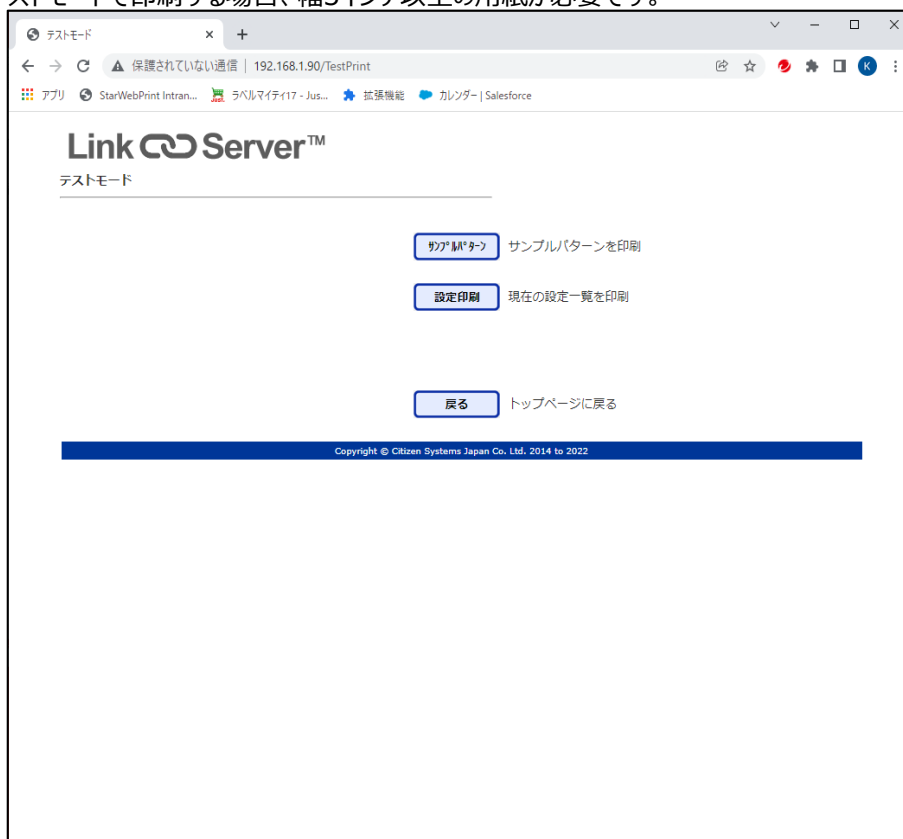 ストモードで印刷する場合、幅3インチ以上の用紙が必要です。
テストモード
保護されていない通信 | 192.168.1.90/TestPrint
K
アプリ StarWebPrint Intran... ラベルマイティ17 - Jus... 拡張機能 カレンダー | Salesforce
Link Server™
テストモード
ｻﾝﾌﾟﾙﾊﾟﾀｰﾝ サンプルパターンを印刷
設定印刷 現在の設定一覧を印刷
戻る トップページに戻る
Copyright © Citizen Systems Japan Co. Ltd. 2014 to 2022